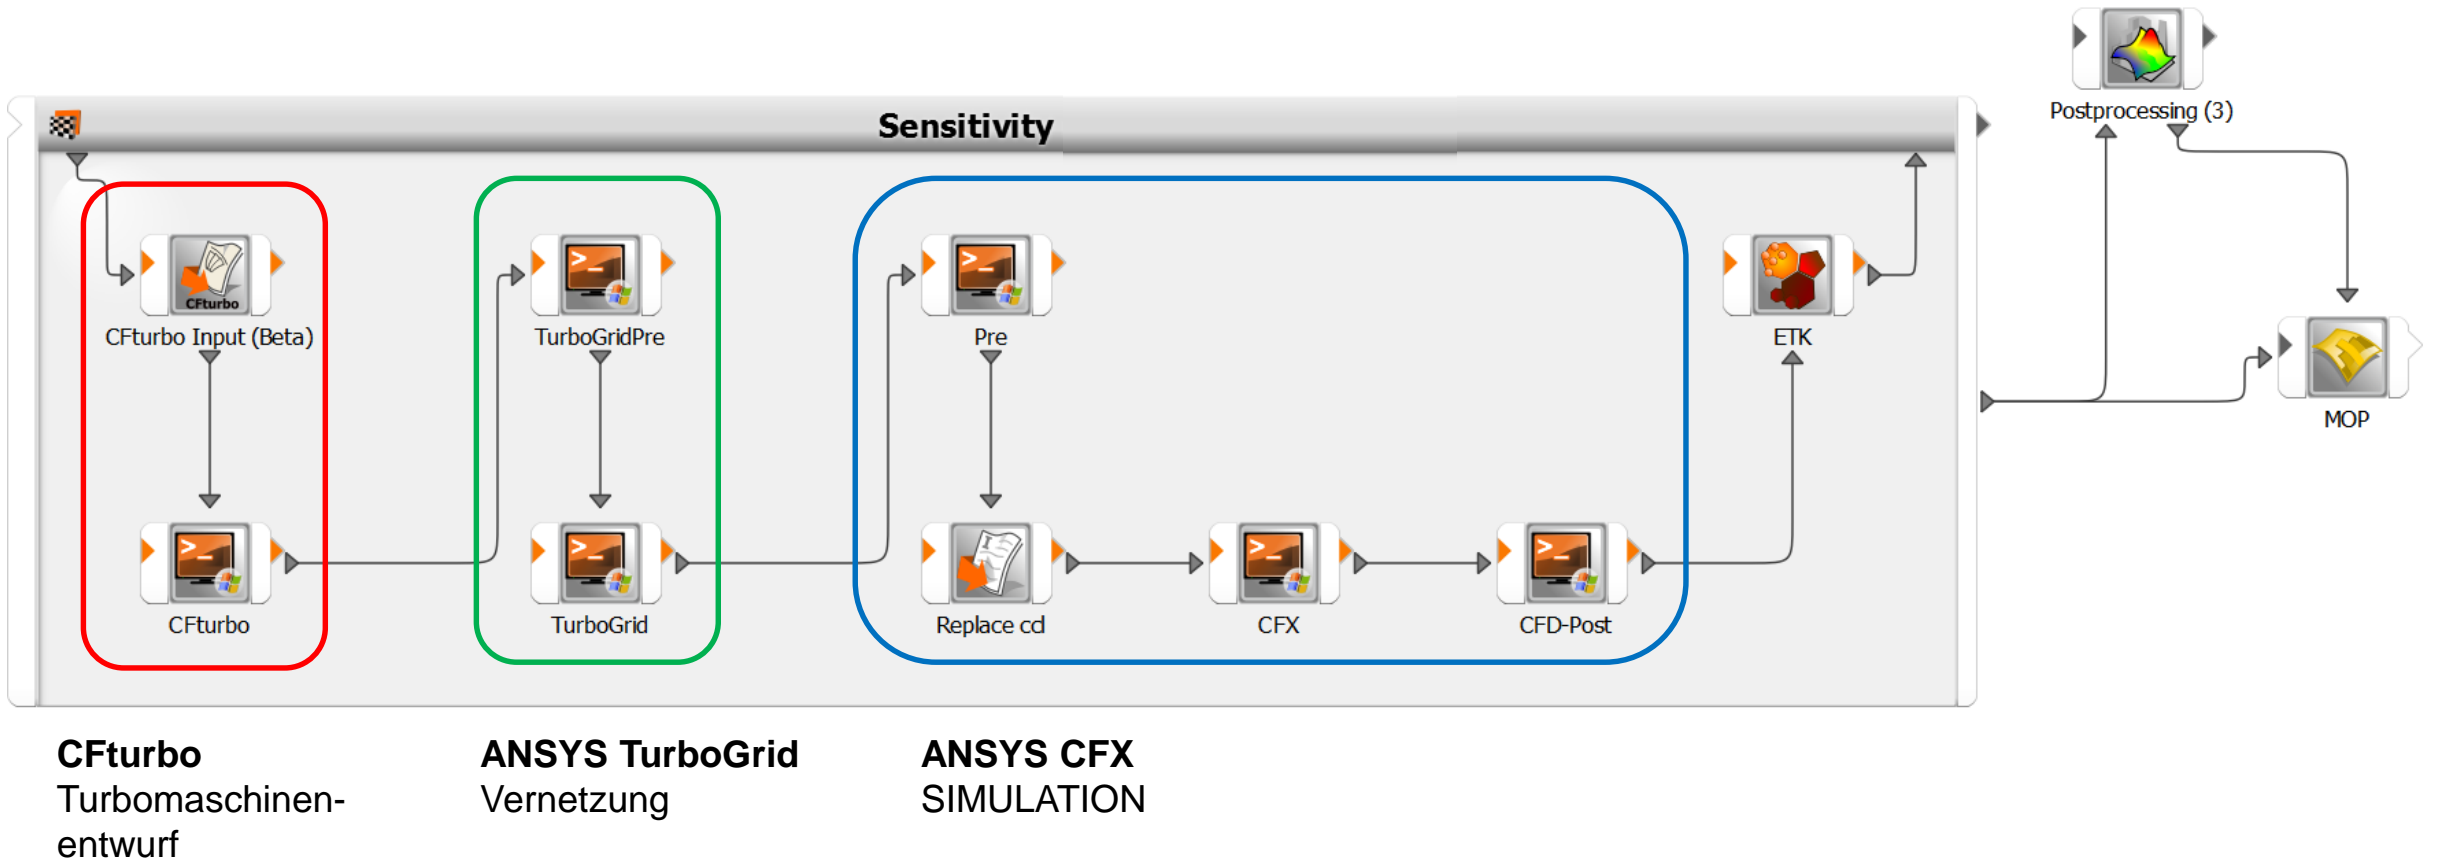 Postprocessing (3)
Sensitivity
CFturbo
CFturbo Input (Beta)
TurboGridPre
Pre
ETK
MOP
CFturbo
TurboGrid
Replace ccl
CFX
CFD-Post
CFturbo
Turbomaschinen-
entwurf
ANSYS TurboGrid
Vernetzung
ANSYS CFX
SIMULATION